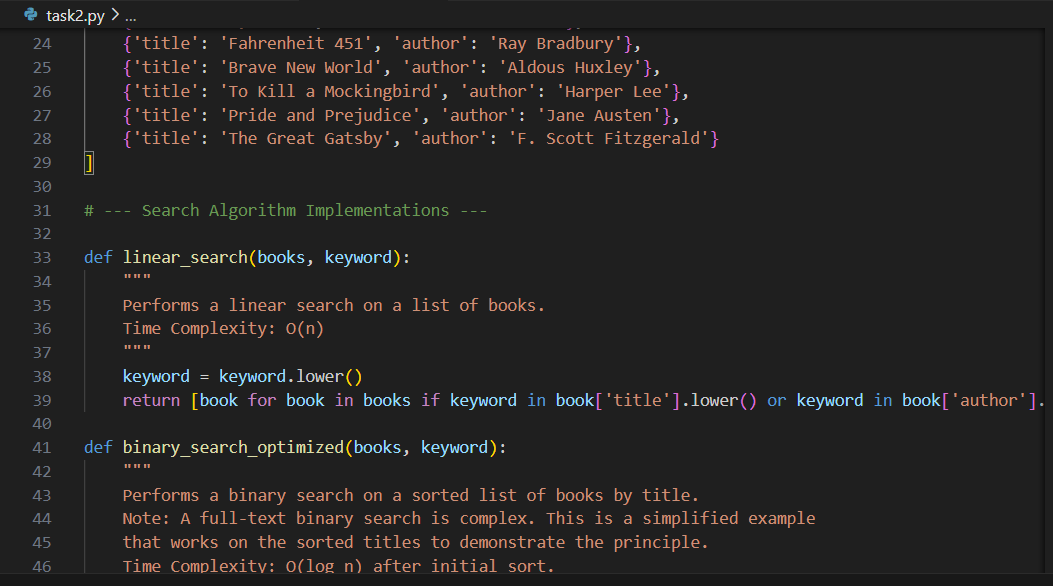 task2.py > ...
24 {'title': 'Fahrenheit 451', 'author': 'Ray Bradbury'},
25 {'title': 'Brave New World', 'author': 'Aldous Huxley'},
26 {'title': 'To Kill a Mockingbird', 'author': 'Harper Lee'},
27 {'title': 'Pride and Prejudice', 'author': 'Jane Austen'},
28 {'title': 'The Great Gatsby', 'author': 'F. Scott Fitzgerald'}
29 ]
30
31 # --- Search Algorithm Implementations ---
32
33 def linear_search(books, keyword):
34 """
35 Performs a linear search on a list of books.
36 Time Complexity: O(n)
37 """
38 keyword = keyword.lower()
39 return [book for book in books if keyword in book['title'].lower() or keyword in book['author'].
40
41 def binary_search_optimized(books, keyword):
42 """
43 Performs a binary search on a sorted list of books by title.
44 Note: A full-text binary search is complex. This is a simplified example
45 that works on the sorted titles to demonstrate the principle.
46 Time Complexity: O(log n) after initial sort.